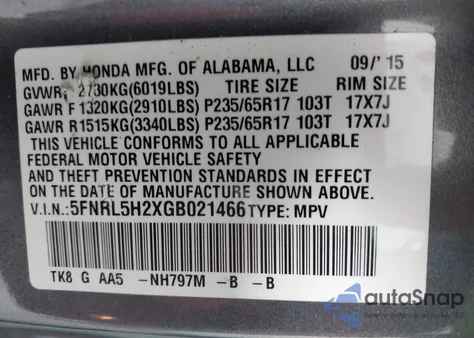 MFD. BY HONDA MFG. OF ALABAMA, LLC 09/'15
GVWR 2730KG(6019LBS) TIRE SIZE RIM SIZE
GAWR F1320KG(2910LBS) P235/65R17 103T 17X7J
GAWR R1515KG(3340LBS) P235/65R17 103T 17X7J
THIS VEHICLE CONFORMS TO ALL APPLICABLE
FEDERAL MOTOR VEHICLE SAFETY
AND THEFT PREVENTION STANDARDS IN EFFECT
ON THE DATE OF MANUFACTURE SHOWN ABOVE.
V.I.N.:5FNRL5H2XGB021466 TYPE: MPV
TK8 G AA5 -NH797M -B -B
autoSnap